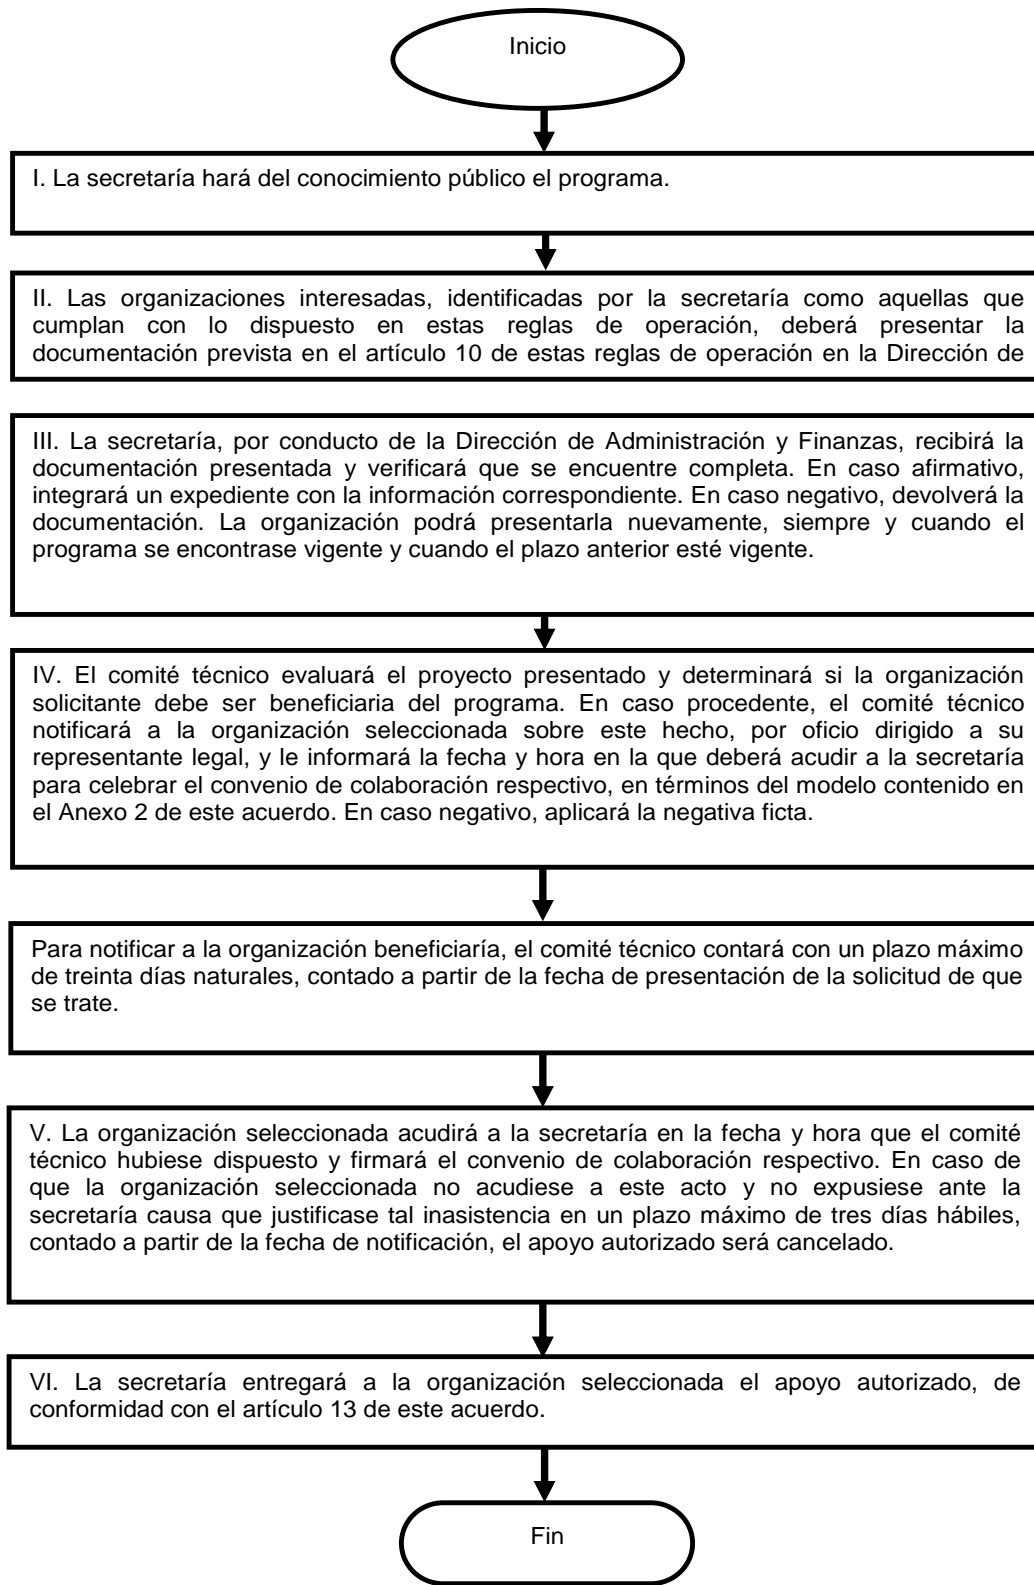 Inicio
I. La secretaría hará del conocimiento público el programa.
II. Las organizaciones interesadas, identificadas por la secretaría como aquellas que
cumplan con lo dispuesto en estas reglas de operación, deberá presentar la
documentación prevista en el artículo 10 de estas reglas de operación en la Dirección de
III. La secretaría, por conducto de la Dirección de Administración y Finanzas, recibirá la
documentación presentada y verificará que se encuentre completa. En caso afirmativo,
integrará un expediente con la información correspondiente. En caso negativo, devolverá la
documentación. La organización podrá presentarla nuevamente, siempre y cuando el
programa se encontrase vigente y cuando el plazo anterior esté vigente.
IV. El comité técnico evaluará el proyecto presentado y determinará si la organización
solicitante debe ser beneficiaria del programa. En caso procedente, el comité técnico
notificará a la organización seleccionada sobre este hecho, por oficio dirigido a su
representante legal, y le informará la fecha y hora en la que deberá acudir a la secretaría
para celebrar el convenio de colaboración respectivo, en términos del modelo contenido en
el Anexo 2 de este acuerdo. En caso negativo, aplicará la negativa ficta.
Para notificar a la organización beneficiaría, el comité técnico contará con un plazo máximo
de treinta días naturales, contado a partir de la fecha de presentación de la solicitud de que
se trate.
V. La organización seleccionada acudirá a la secretaría en la fecha y hora que el comité
técnico hubiese dispuesto y firmará el convenio de colaboración respectivo. En caso de
que la organización seleccionada no acudiese a este acto y no expusiese ante la
secretaría causa que justificase tal inasistencia en un plazo máximo de tres días hábiles,
contado a partir de la fecha de notificación, el apoyo autorizado será cancelado.
VI. La secretaría entregará a la organización seleccionada el apoyo autorizado, de
conformidad con el artículo 13 de este acuerdo.
Fin